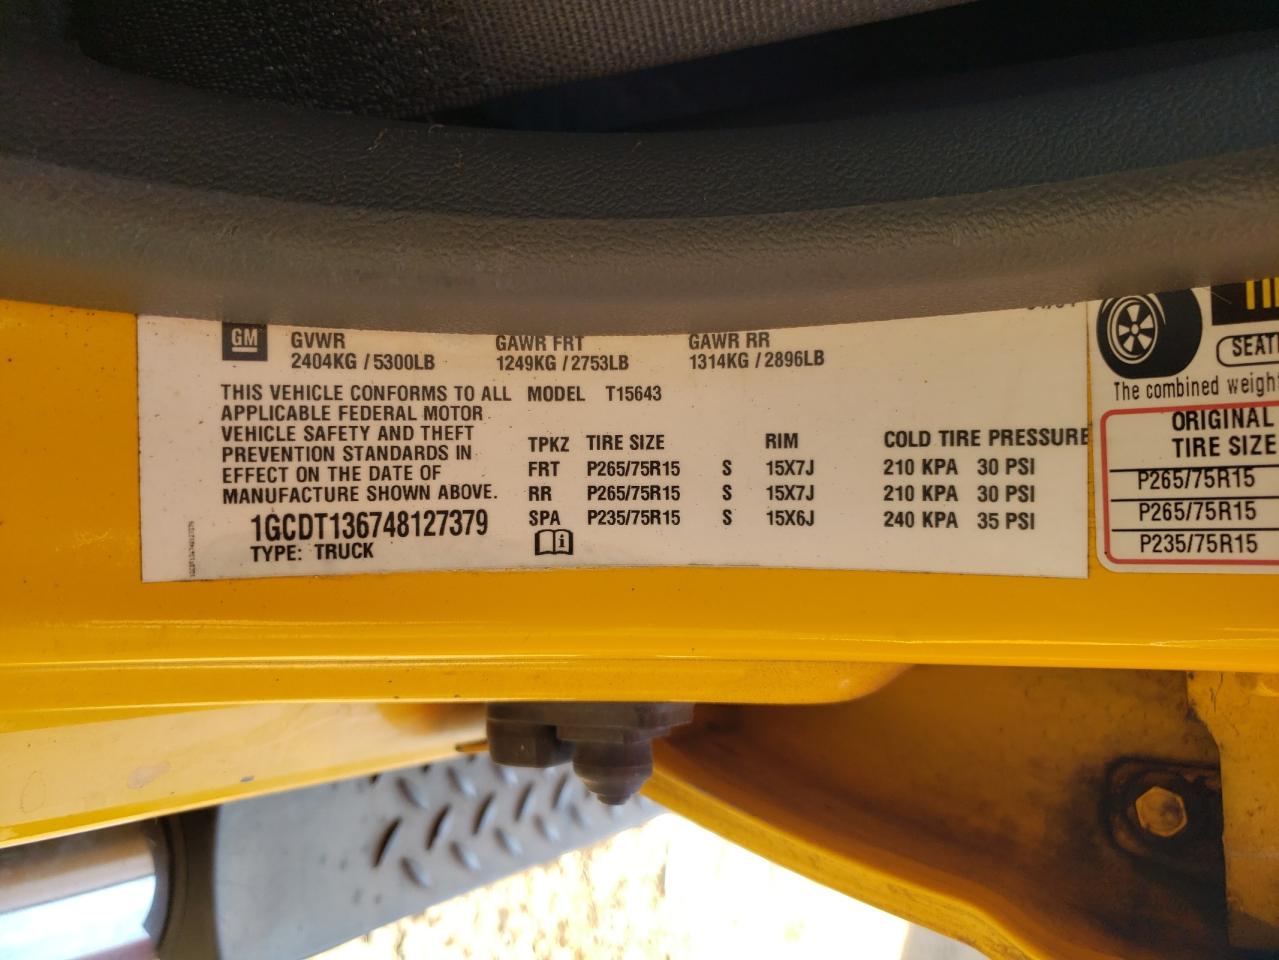 GM
GVWR GAWR FRT GAWR RR
2404KG / 5300LB 1249KG / 2753LB 1314KG / 2896LB
THIS VEHICLE CONFORMS TO ALL
APPLICABLE FEDERAL MOTOR
VEHICLE SAFETY AND THEFT
PREVENTION STANDARDS IN
EFFECT ON THE DATE OF
MANUFACTURE SHOWN ABOVE.
1GCDT136748127379
TYPE: TRUCK
MODEL T15643
TPKZ TIRE SIZE RIM COLD TIRE PRESSURE
FRT P265/75R15 S 15X7J 210 KPA 30 PSI
RR P265/75R15 S 15X7J 210 KPA 30 PSI
SPA P235/75R15 S 15X6J 240 KPA 35 PSI
The combined
ORIGINAL
TIRE SIZE
P265/75R15
P265/75R15
P235/75R15